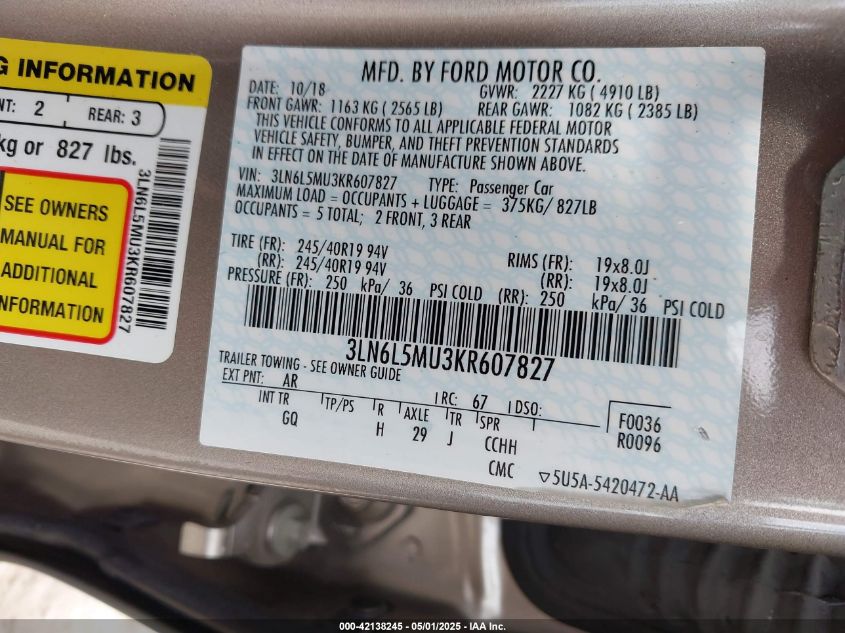 G INFORMATION
NT: 2 REAR: 3
kg or 827 lbs.
SEE OWNERS
MANUAL FOR
ADDITIONAL
INFORMATION
3LN6L5MU3KR607827
MFD. BY FORD MOTOR CO.
DATE: 10/18 GVWR: 2227 KG ( 4910 LB)
FRONT GAWR: 1163 KG ( 2565 LB) REAR GAWR: 1082 KG ( 2385 LB)
THIS VEHICLE CONFORMS TO ALL APPLICABLE FEDERAL MOTOR
VEHICLE SAFETY, BUMPER, AND THEFT PREVENTION STANDARDS
IN EFFECT ON THE DATE OF MANUFACTURE SHOWN ABOVE.
VIN: 3LN6L5MU3KR607827 TYPE: Passenger Car
MAXIMUM LOAD = OCCUPANTS + LUGGAGE = 375KG/ 827LB
OCCUPANTS = 5 TOTAL; 2 FRONT, 3 REAR
TIRE (FR): 245/40R19 94V RIMS (FR): 19x8.0J
(RR): 245/40R19 94V (RR): 19x8.0J
PRESSURE (FR): 250 kPa/ 36 PSI COLD (RR): 250 kPa/ 36 PSI COLD
3LN6L5MU3KR607827
TRAILER TOWING - SEE OWNER GUIDE
EXT PNT: AR RC: 67 DSO:
INT TR TP/PS R AXLE TR SPR
GQ H 29 J CCHH
CMC
F0036
R0096
▽5U5A-5420472-AA
000-42138245 - 05/01/2025 - IAA Inc.